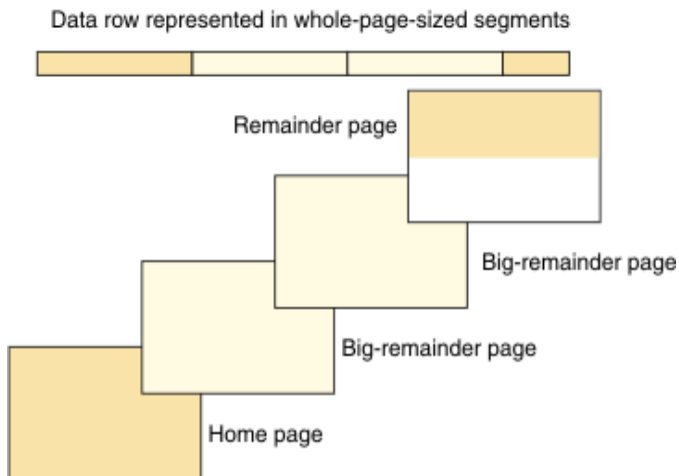 Data row represented in whole-page-sized segments
Remainder page
Big-remainder page
Big-remainder page
Home page